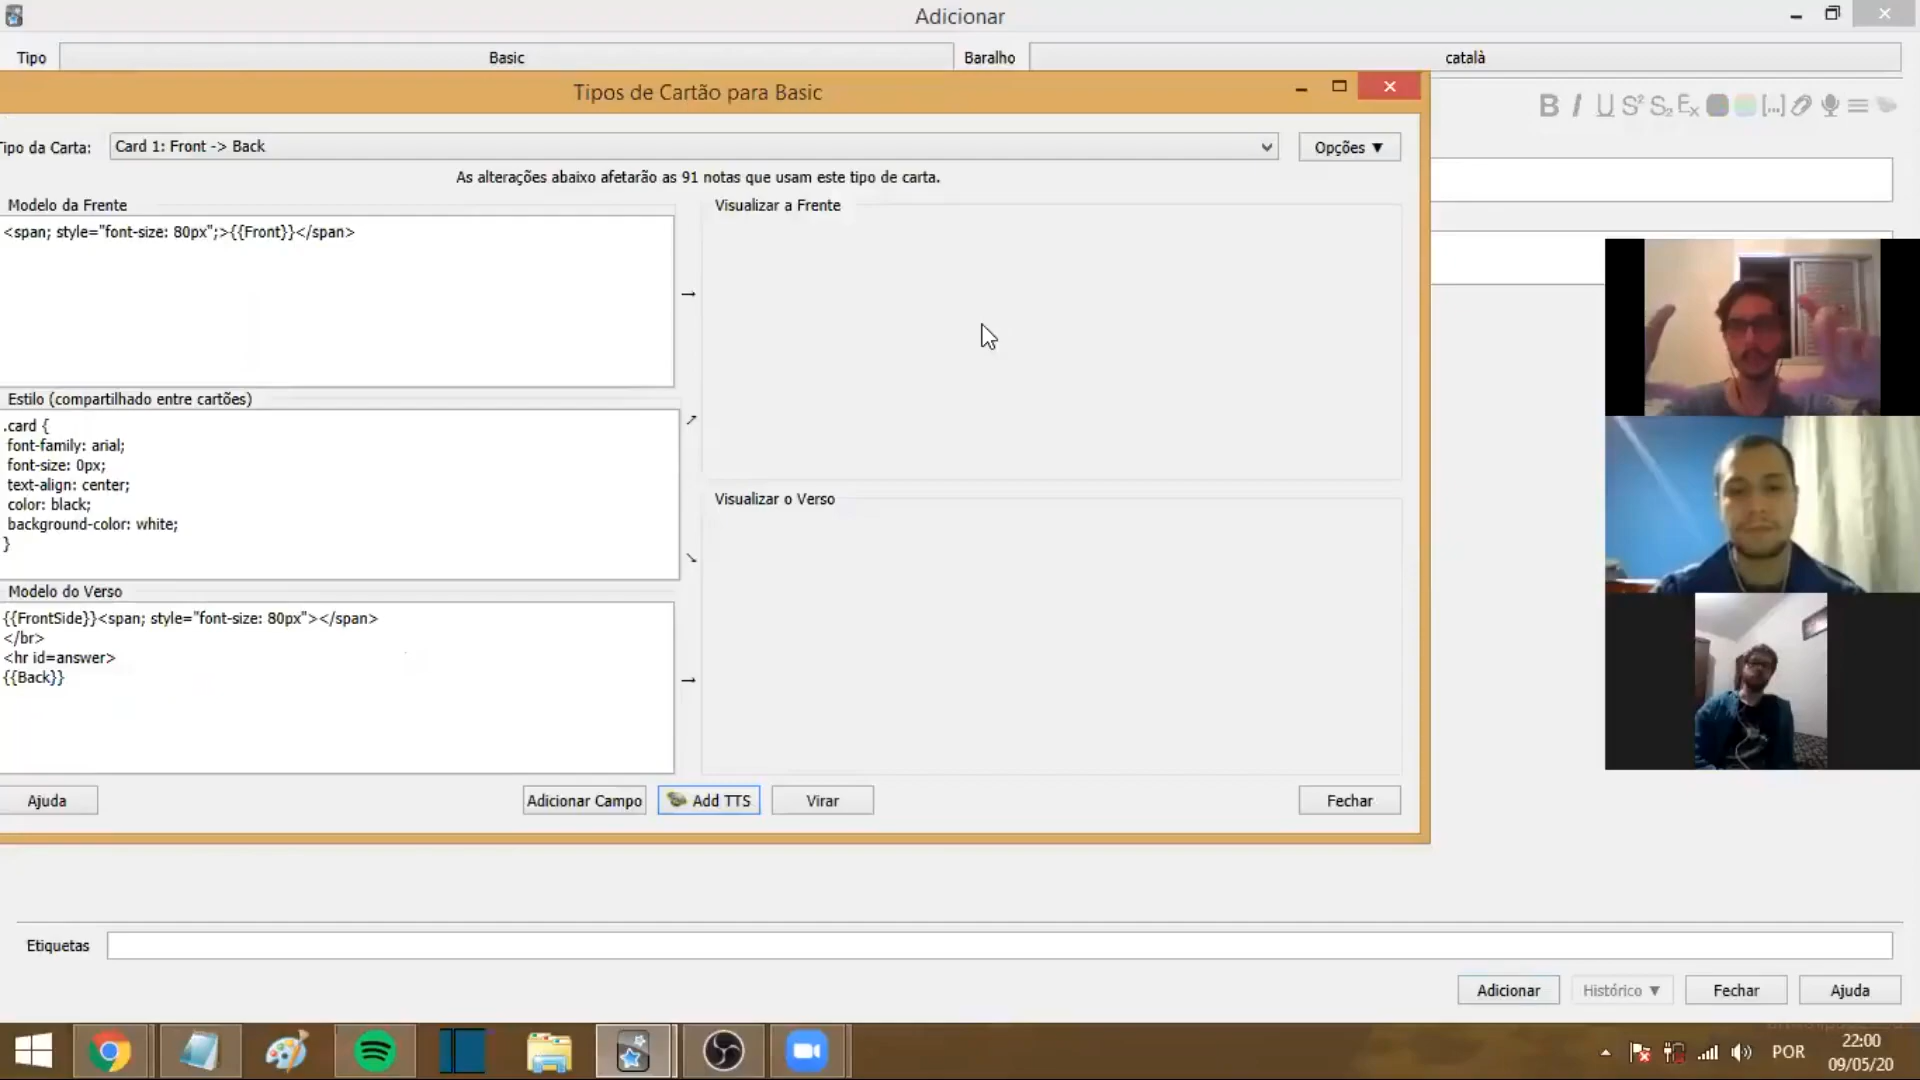 Adicionar
Tipo
Basic
Baralho
català
Tipos de Cartão para Basic
B I U S² S₂ Eₓ [...]
Tipo da Carta:
Card 1: Front -> Back
Opções ▼
As alterações abaixo afetarão as 91 notas que usam este tipo de carta.
Modelo da Frente
<span; style="font-size: 80px";>{{Front}}</span>
Visualizar a Frente
Estilo (compartilhado entre cartões)
.card {
font-family: arial;
font-size: 0px;
text-align: center;
color: black;
background-color: white;
}
Visualizar o Verso
Modelo do Verso
{{FrontSide}}<span; style="font-size: 80px"></span>
</br>
<hr id=answer>
{{Back}}
Ajuda
Adicionar Campo
Add TTS
Virar
Fechar
Etiquetas
Adicionar
Histórico ▼
Fechar
Ajuda
POR
22:00
09/05/20